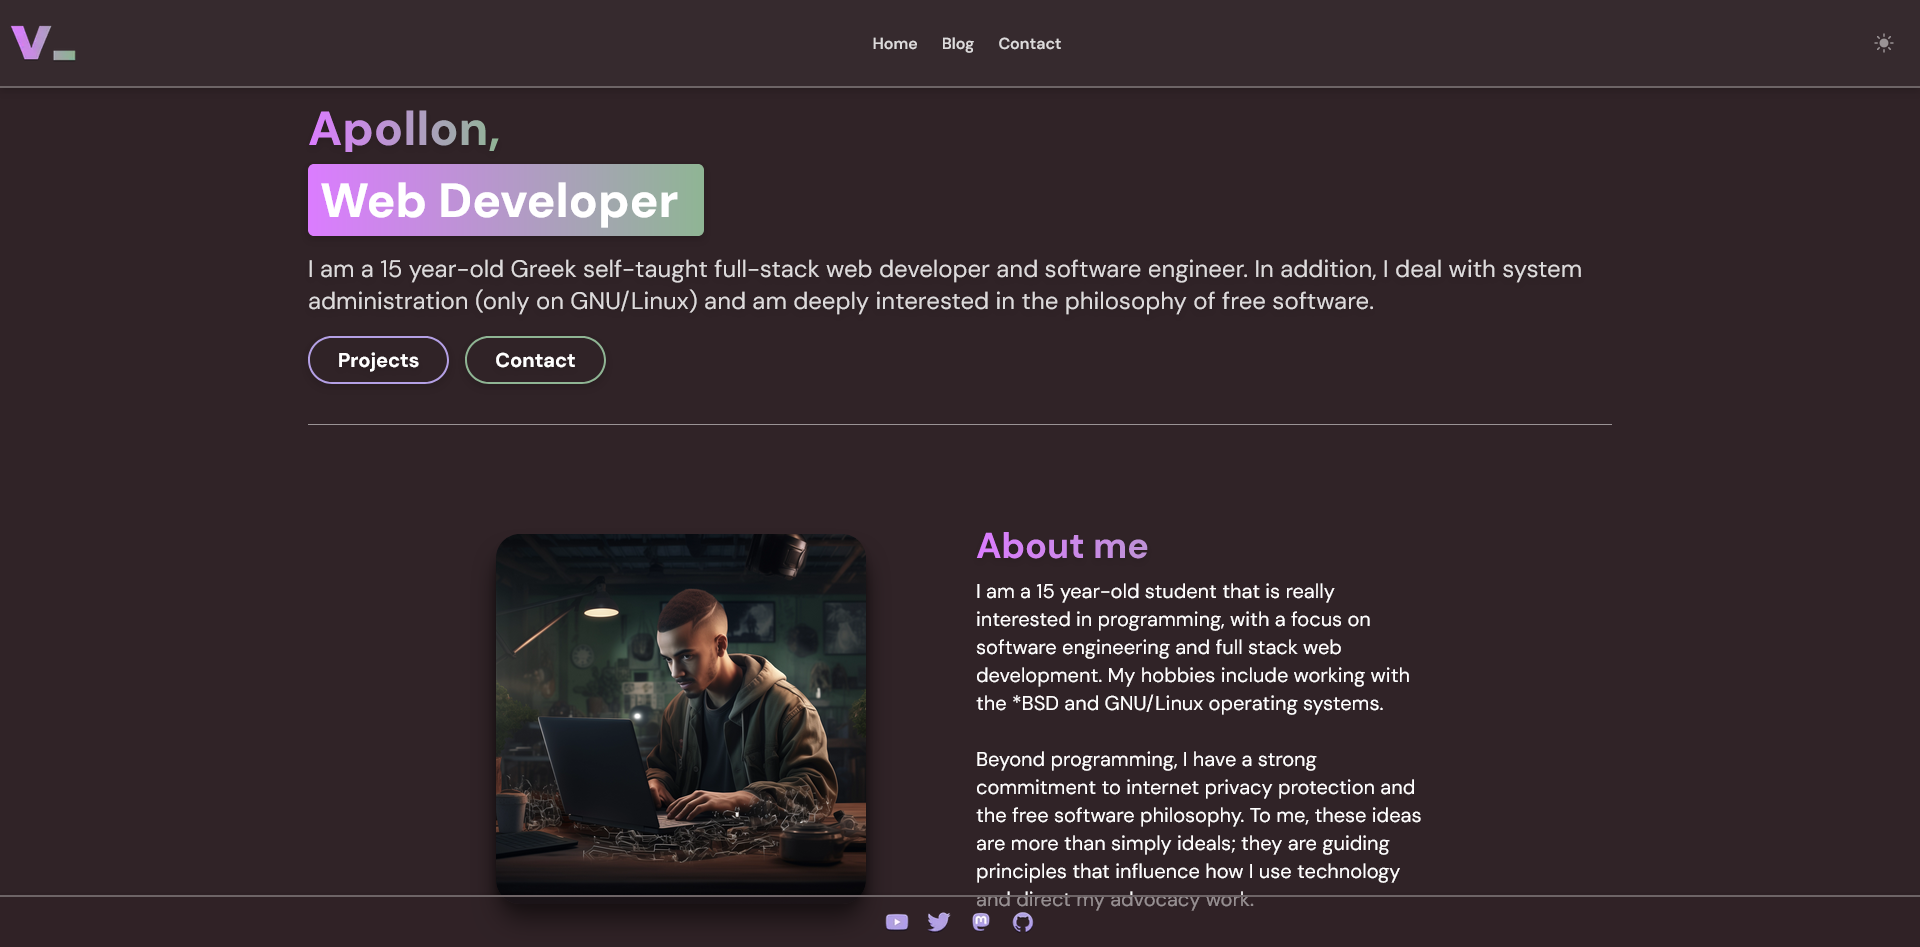 V_
Home Blog Contact
Apollon,
Web Developer
I am a 15 year-old Greek self-taught full-stack web developer and software engineer. In addition, I deal with system
administration (only on GNU/Linux) and am deeply interested in the philosophy of free software.
Projects Contact
About me
I am a 15 year-old student that is really
interested in programming, with a focus on
software engineering and full stack web
development. My hobbies include working with
the *BSD and GNU/Linux operating systems.
Beyond programming, I have a strong
commitment to internet privacy protection and
the free software philosophy. To me, these ideas
are more than simply ideals; they are guiding
principles that influence how I use technology
and direct my advocacy work.